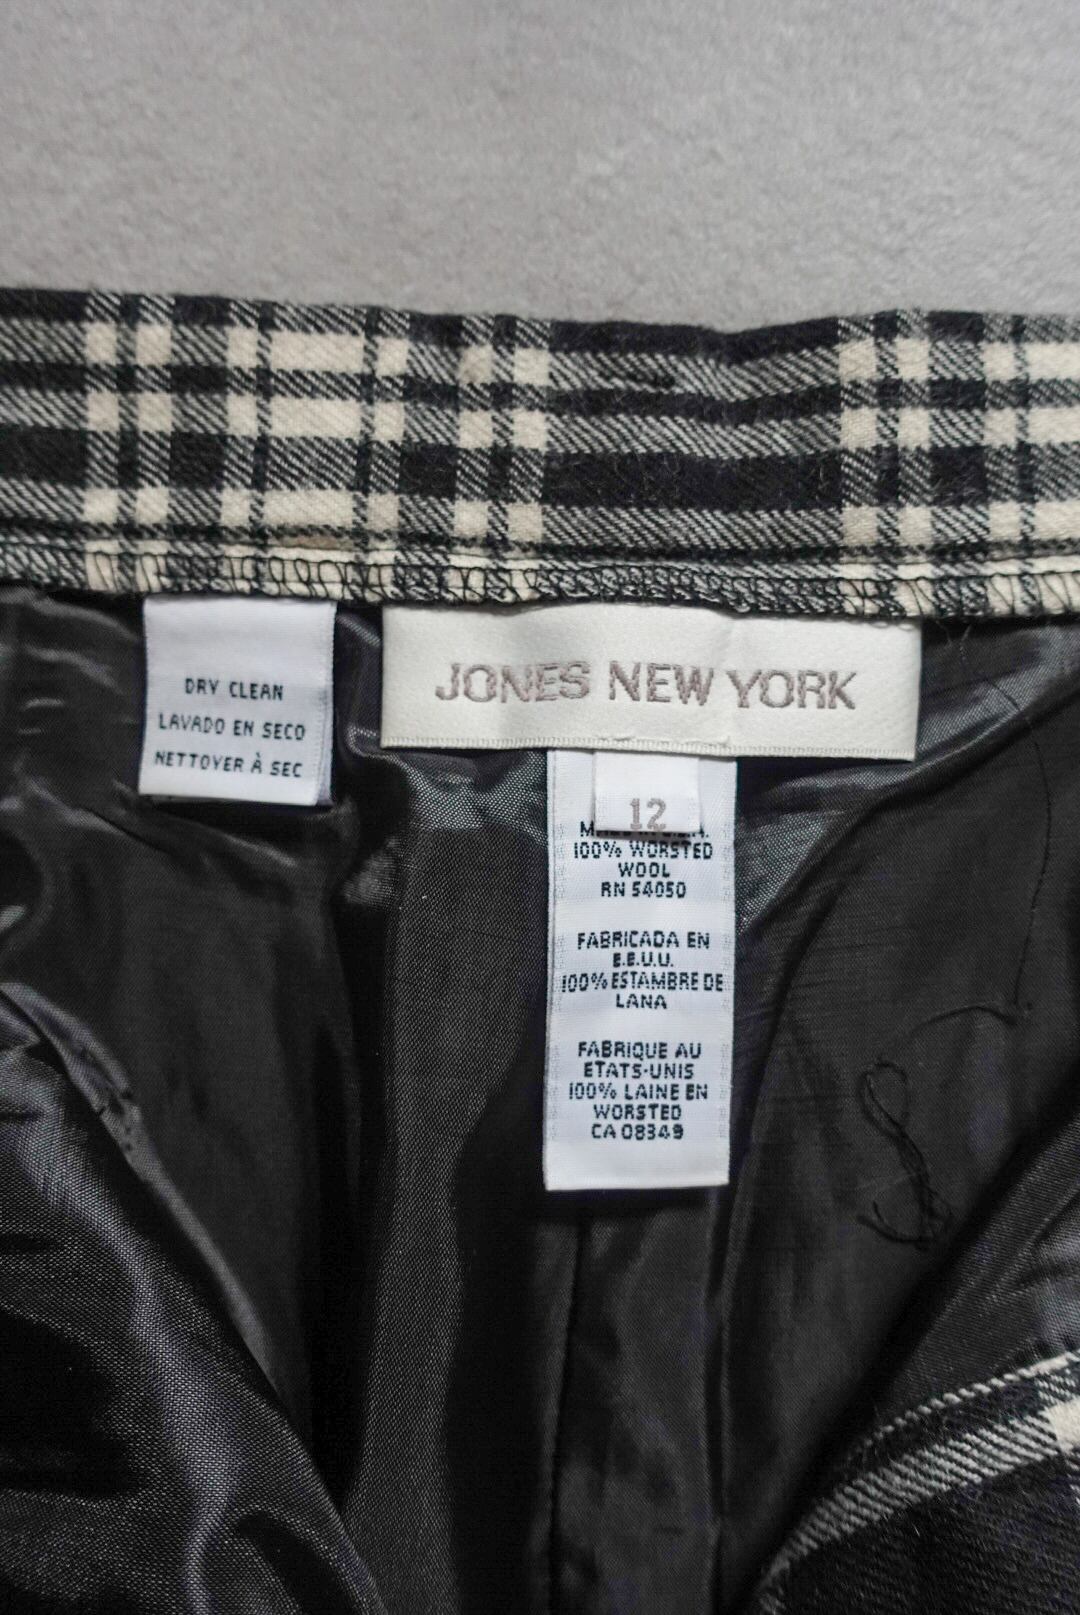 DRY CLEAN
LAVADO EN SECO
NETTOYER À SEC
JONES NEW YORK
12
100% WORSTED
WOOL
RN 54050
FABRICADA EN
E.E.U.U.
100% ESTAMBRE DE
LANA
FABRIQUE AU
ETATS-UNIS
100% LAINE EN
WORSTED
CA 08349